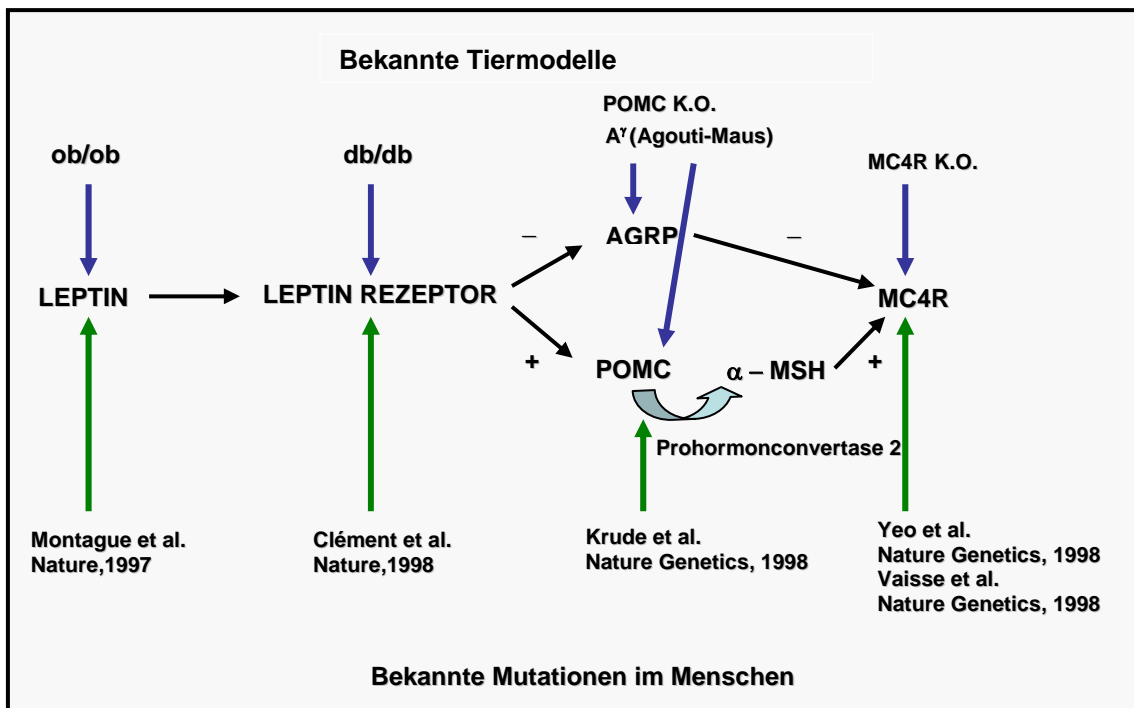 Bekannte Tiermodelle
POMC K.O.
Aʸ (Agouti-Maus)
ob/ob
db/db
MC4R K.O.
–
AGRP
–
LEPTIN
LEPTIN REZEPTOR
MC4R
+
POMC
α – MSH
+
Prohormonconvertase 2
Montague et al.
Nature,1997
Clément et al.
Nature,1998
Krude et al.
Nature Genetics, 1998
Yeo et al.
Nature Genetics, 1998
Vaisse et al.
Nature Genetics, 1998
Bekannte Mutationen im Menschen